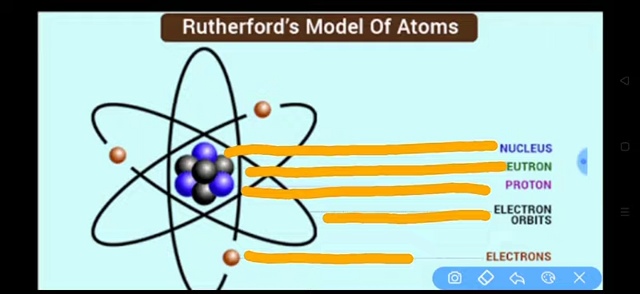 Rutherford's Model Of Atoms
NUCLEUS
EUTRON
PROTON
ELECTRON
ORBITS
ELECTRONS